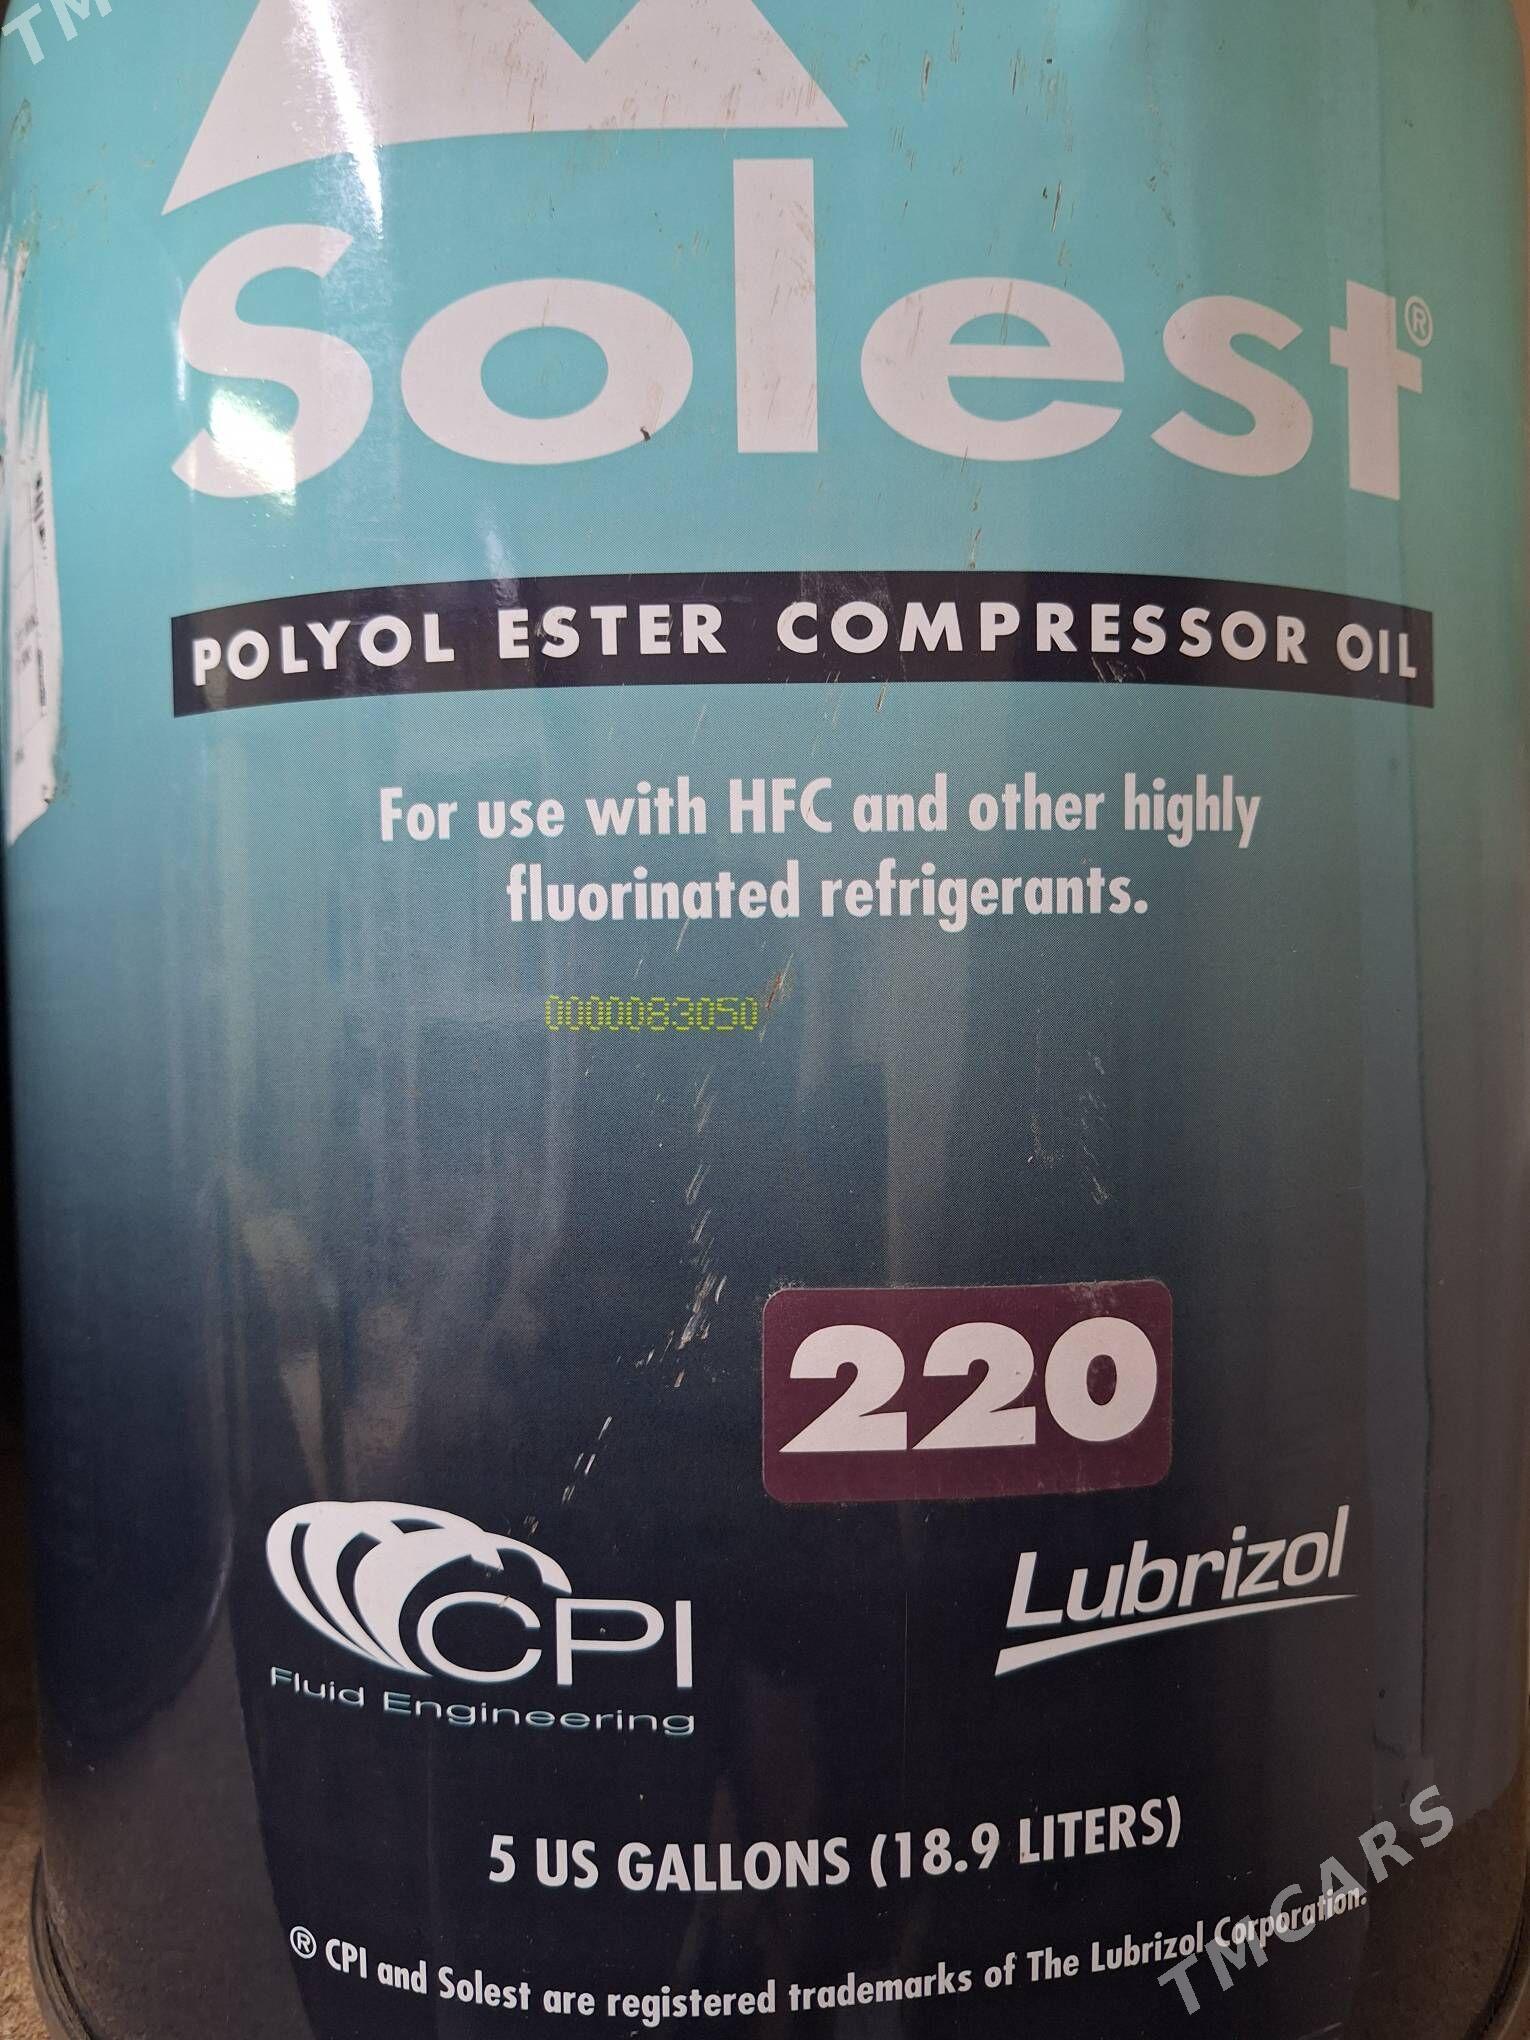 TM
Solest®
POLYOL ESTER COMPRESSOR OIL
For use with HFC and other highly
fluorinated refrigerants.
0000083050
220
CPI
Fluid Engineering
Lubrizol
5 US GALLONS (18.9 LITERS)
® CPI and Solest are registered trademarks of The Lubrizol Corporation.
TMCARS